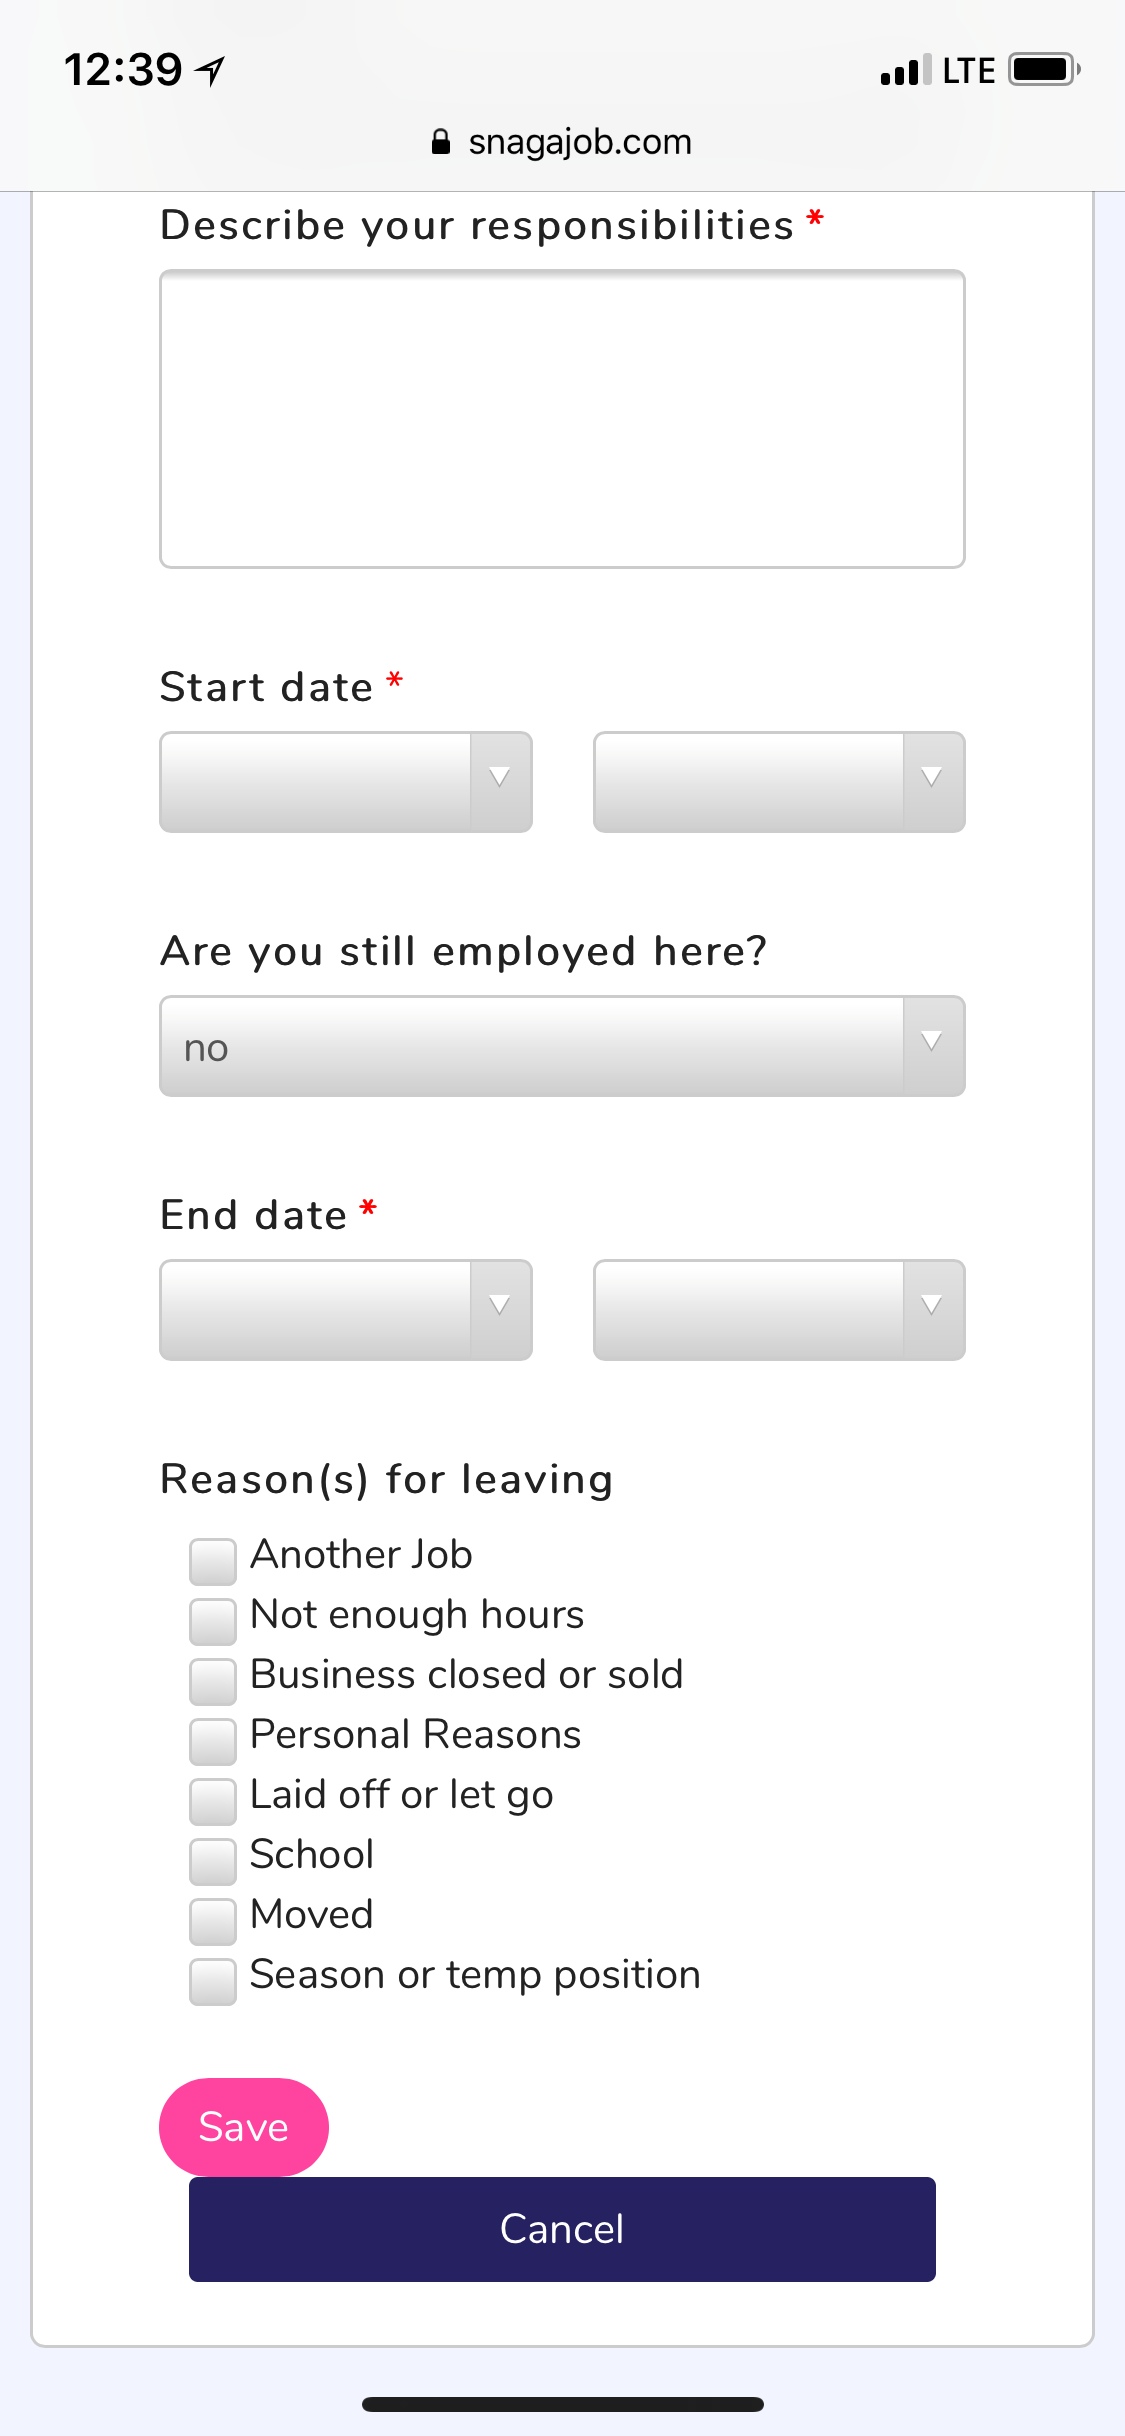 12:39
LTE
snagajob.com
Describe your responsibilities *
Start date *
Are you still employed here?
no
End date *
Reason(s) for leaving
Another Job
Not enough hours
Business closed or sold
Personal Reasons
Laid off or let go
School
Moved
Season or temp position
Save
Cancel